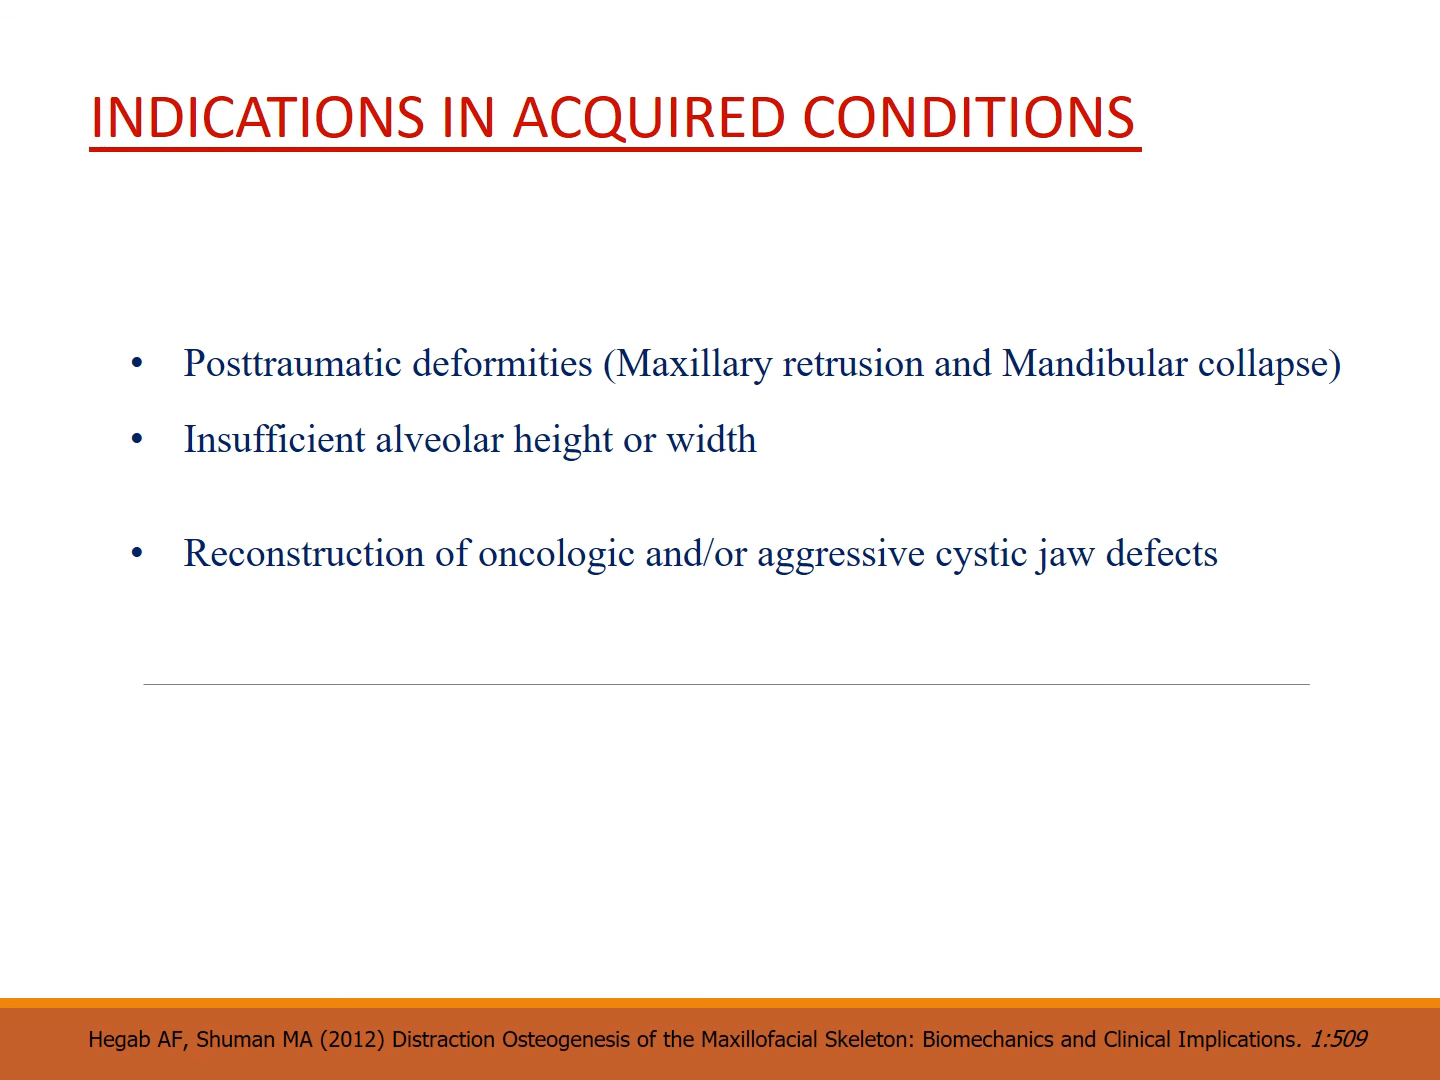 INDICATIONS IN ACQUIRED CONDITIONS
• Posttraumatic deformities (Maxillary retrusion and Mandibular collapse)
• Insufficient alveolar height or width
• Reconstruction of oncologic and/or aggressive cystic jaw defects
Hegab AF, Shuman MA (2012) Distraction Osteogenesis of the Maxillofacial Skeleton: Biomechanics and Clinical Implications. 1:509